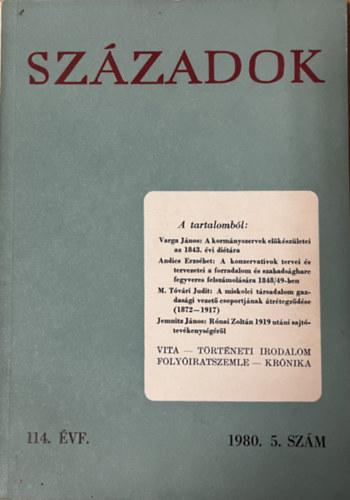 SZÁZADOK
A tartalomból:
Varga János: A kormányszervek előkészületei
az 1843. évi diétára
Andics Erzsébet: A konzervatívok tervei és
tervezetei a forradalom és szabadságharc
fegyveres felszámolására 1848/49-ben
M. Tóvári Judit: A miskolci társadalom gaz-
dasági vezető csoportjának átrétegződése
(1872—1917)
Jemnitz János: Rónai Zoltán 1919 utáni sajtó-
tevékenységéről
VITA — TÖRTÉNETI IRODALOM
FOLYÓIRATSZEMLE — KRÓNIKA
114. ÉVF.
1980. 5. SZÁM